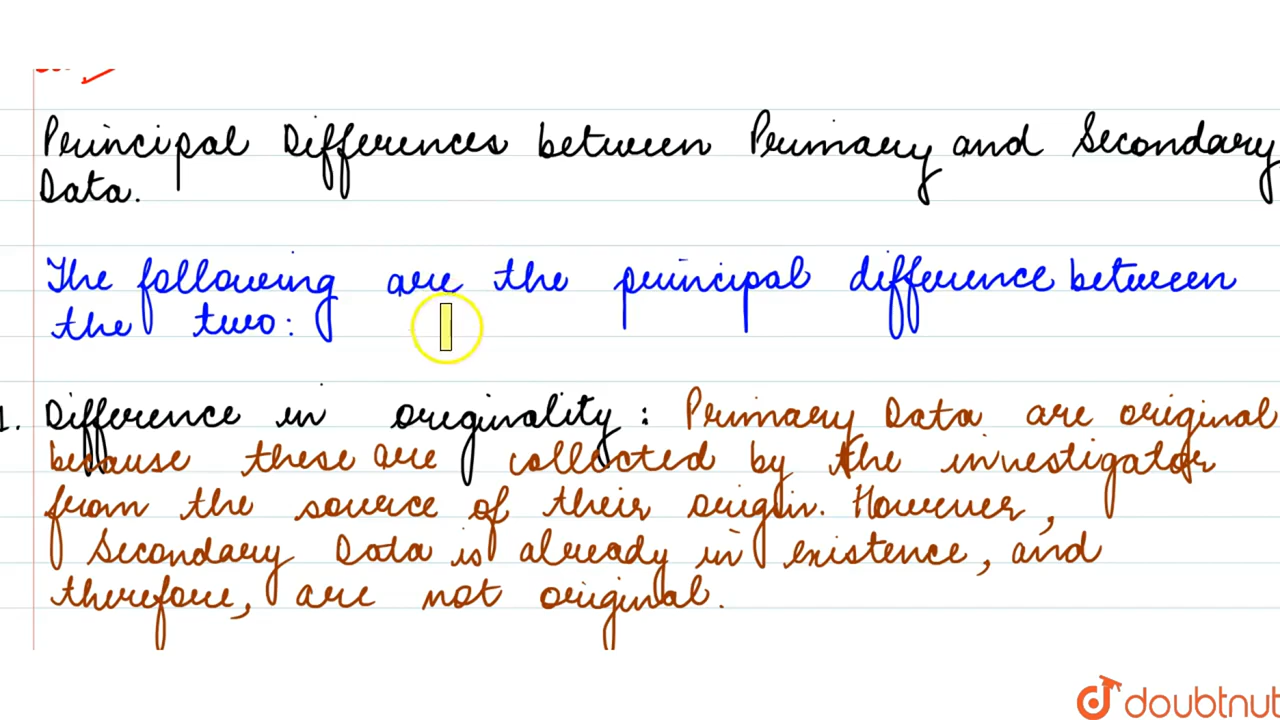 Principal Differences between Primary and Secondary
Data.
The following are the principal difference between
the two:
1. Difference in originality: Primary Data are original
because these are collected by the investigator
from the source of their origin. However,
Secondary Data is already in existence, and
therefore, are not original.
doubtnut